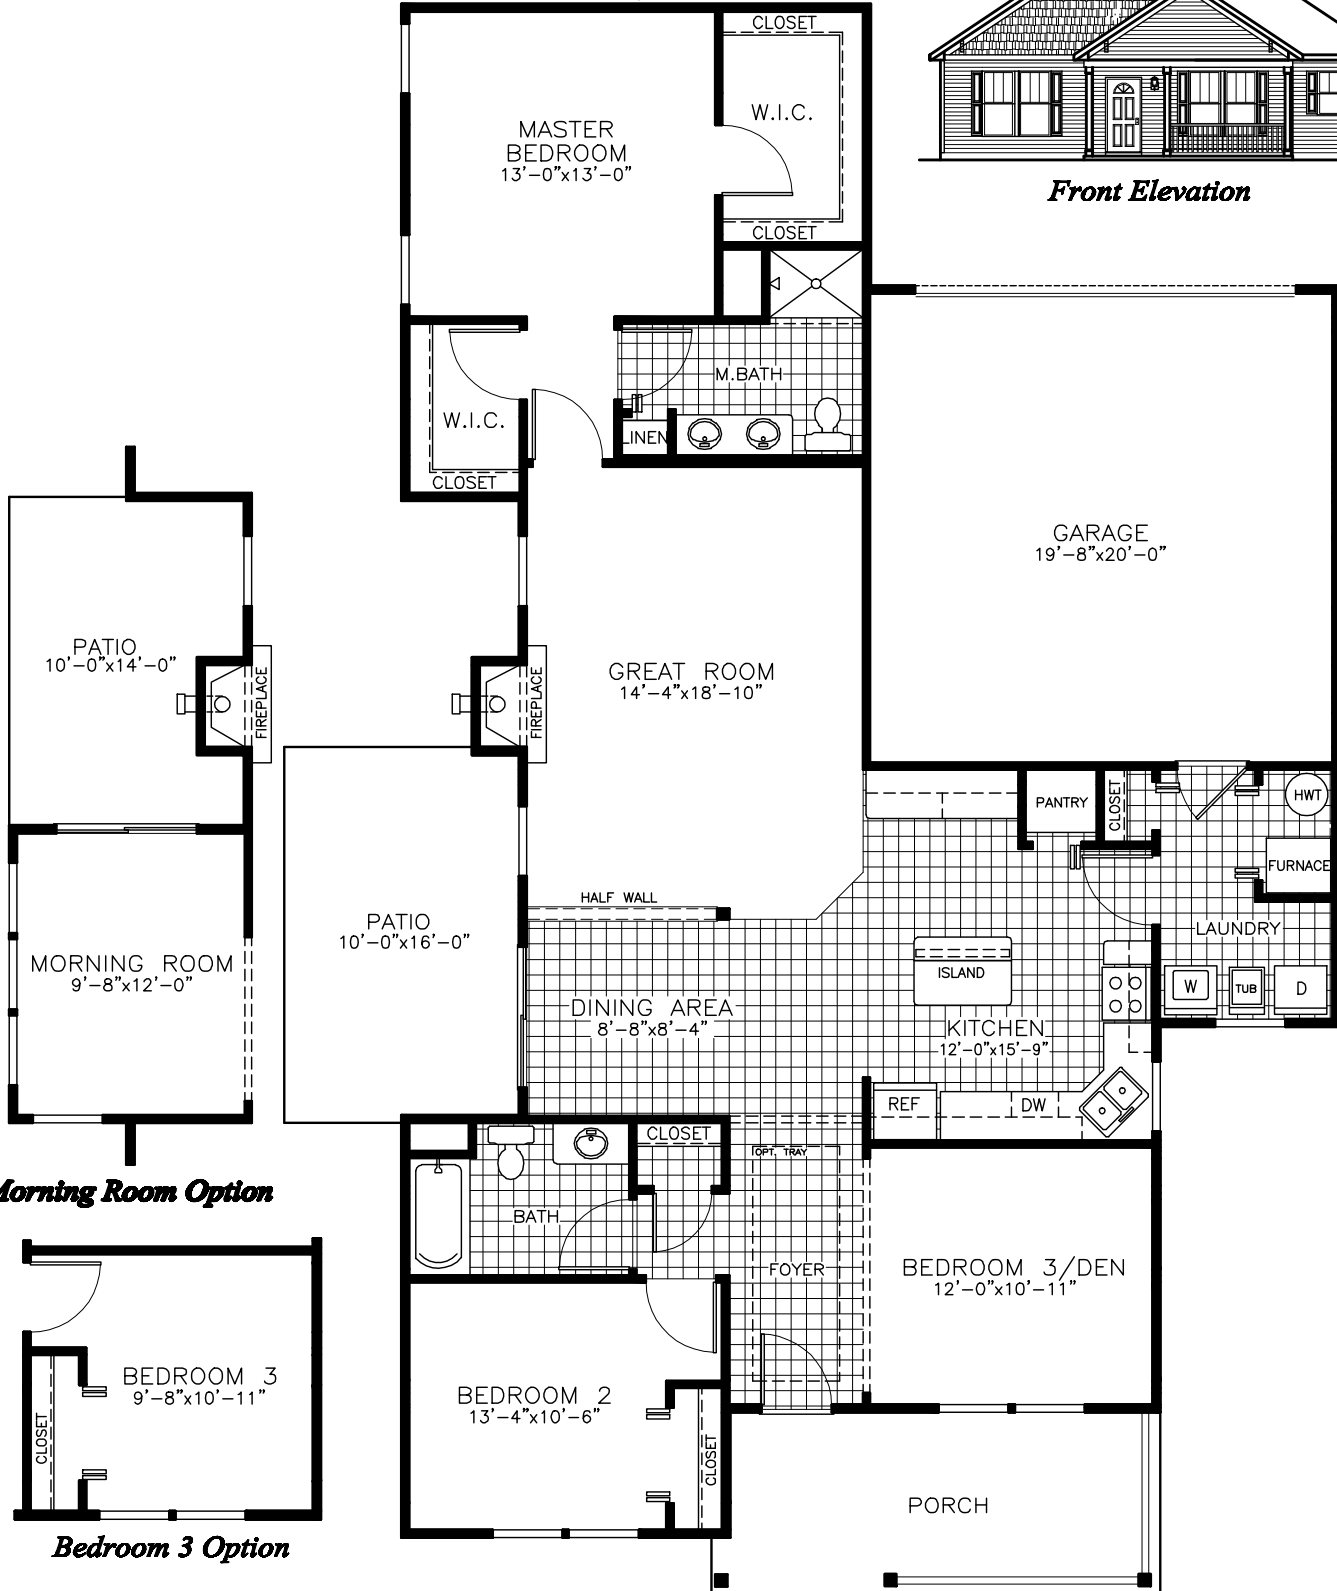 CLOSET
W.I.C.
MASTER
BEDROOM
13'-0"x13'-0"
CLOSET
Front Elevation
M.BATH
W.I.C.
LINEN
CLOSET
GARAGE
19'-8"x20'-0"
PATIO
10'-0"x14'-0"
FIREPLACE
FIREPLACE
GREAT ROOM
14'-4"x18'-10"
PANTRY
CLOSET
HWT
FURNACE
HALF WALL
PATIO
10'-0"x16'-0"
LAUNDRY
MORNING ROOM
9'-8"x12'-0"
ISLAND
W
TUB
D
DINING AREA
8'-8"x8'-4"
KITCHEN
12'-0"x15'-9"
REF
DW
CLOSET
OPT. TRAY
Morning Room Option
BATH
FOYER
BEDROOM 3/DEN
12'-0"x10'-11"
BEDROOM 3
9'-8"x10'-11"
CLOSET
BEDROOM 2
13'-4"x10'-6"
CLOSET
PORCH
Bedroom 3 Option